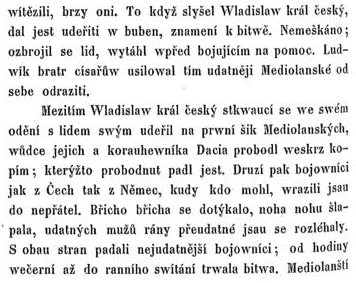 wítězili, brzy oni. To když slyšel Wladislaw král český,
dal jest udeřiti w buben, znamení k bitwě. Nemeškáno;
ozbrojil se lid, wytáhl wpřed bojujícím na pomoc. Lud-
wík bratr císařůw usilowal tím udatněji Mediolanské od
sebe odraziti.
Mezitím Wladislaw král český stkwaucí se we swém
odění s lidem swým udeřil na prwní šik Mediolanských,
wůdce jejich a korauhewníka Dacia probodl weskrz ko-
pím; kterýžto probodnut padl jest. Druzí pak bojowníci
jak z Čech tak z Němec, kudy kdo mohl, wrazili jsau
do nepřátel. Břicho břicha se dotýkalo, noha nohu šla-
pala, udatných mužů rány přeudatné jsau se rozléhaly.
S obau stran padali nejudatnější bojowníci; od hodiny
wečerní až do ranního swítání trwala bitwa. Mediolanští